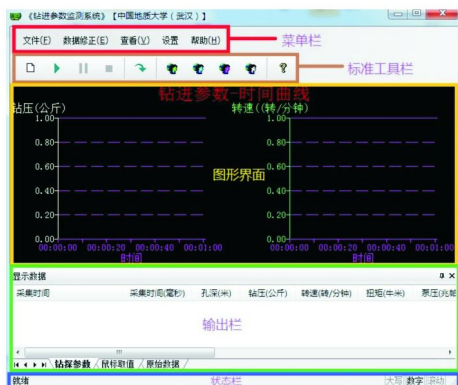 《钻进参数监测系统》【中国地质大学（武汉）】
文件(F) 数据修正(E) 查看(V) 设置 帮助(H) 菜单栏
标准工具栏
钻进参数-时间曲线
钻压(公斤) 转速((转/分钟)
1.00 1.00
0.80 0.80
0.60 0.60
图形界面
0.40 0.40
0.20 0.20
0.00 0.00
00:00:00 00:00:20 00:00:40 00:01:00 00:00:00 00:00:20 00:00:40 00:01:00
时间 时间
显示数据
采集时间 采集时间(毫秒) 孔深(米) 钻压(公斤) 转速(转/分钟) 扭矩(牛米) 泵压(兆帕
输出栏
钻探参数 鼠标取值 原始数据
就绪 状态栏 大写 数字 滚动